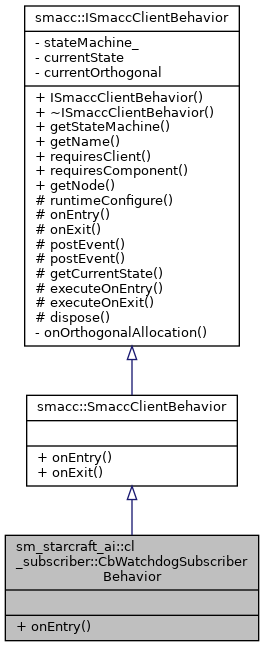 smacc::ISmaccClientBehavior
- stateMachine_
- currentState
- currentOrthogonal
+ ISmaccClientBehavior()
+ ~ISmaccClientBehavior()
+ getStateMachine()
+ getName()
+ requiresClient()
+ requiresComponent()
+ getNode()
# runtimeConfigure()
# onEntry()
# onExit()
# postEvent()
# postEvent()
# getCurrentState()
# executeOnEntry()
# executeOnExit()
# dispose()
- onOrthogonalAllocation()
smacc::SmaccClientBehavior
+ onEntry()
+ onExit()
sm_starcraft_ai::cl
_subscriber::CbWatchdogSubscriber
Behavior
+ onEntry()